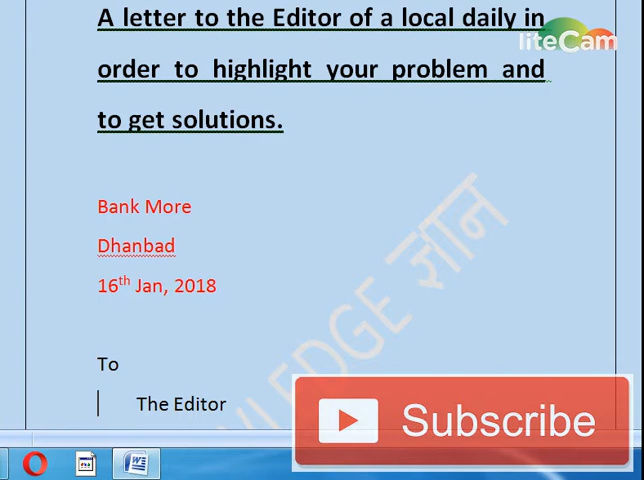 A letter to the Editor of a local daily in
liteCam
order to highlight your problem and
to get solutions.
Bank More
Dhanbad
16th Jan, 2018
To
The Editor
Subscribe